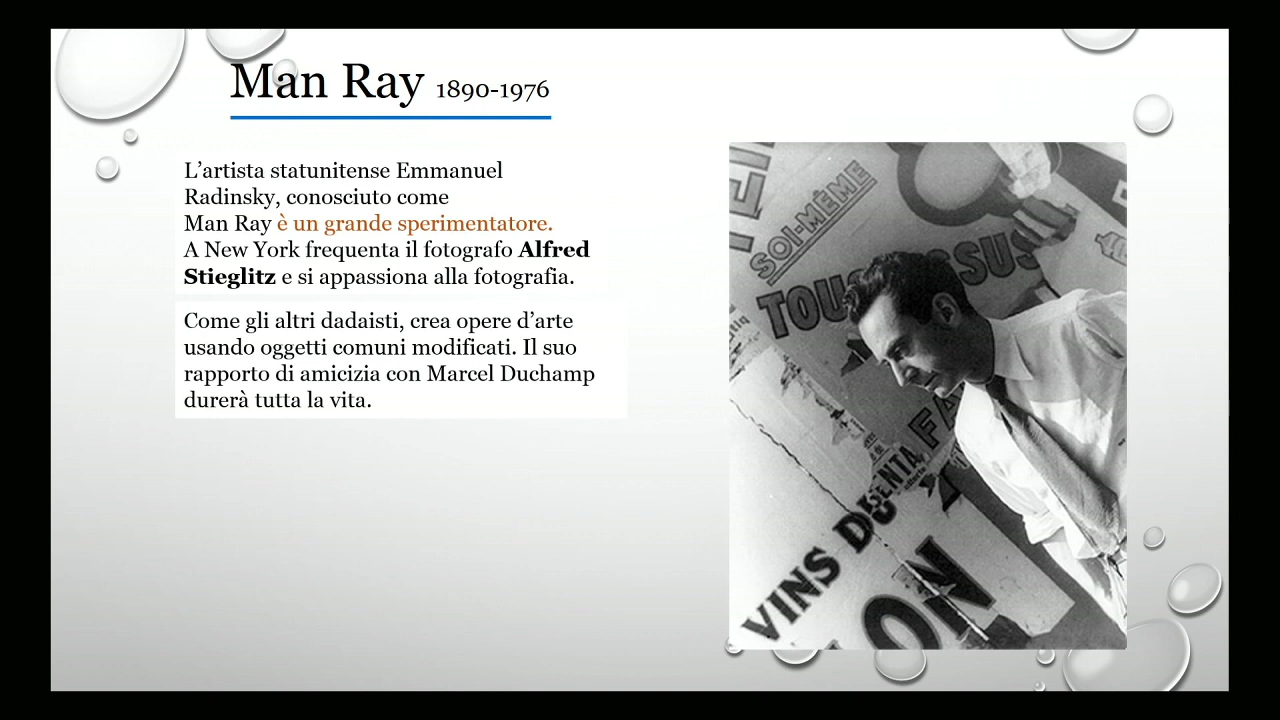 Man Ray 1890-1976
L’artista statunitense Emmanuel
Radinsky, conosciuto come
Man Ray è un grande sperimentatore.
A New York frequenta il fotografo Alfred
Stieglitz e si appassiona alla fotografia.
Come gli altri dadaisti, crea opere d’arte
usando oggetti comuni modificati. Il suo
rapporto di amicizia con Marcel Duchamp
durerà tutta la vita.
SOI-MÊME
VINS DU
ON